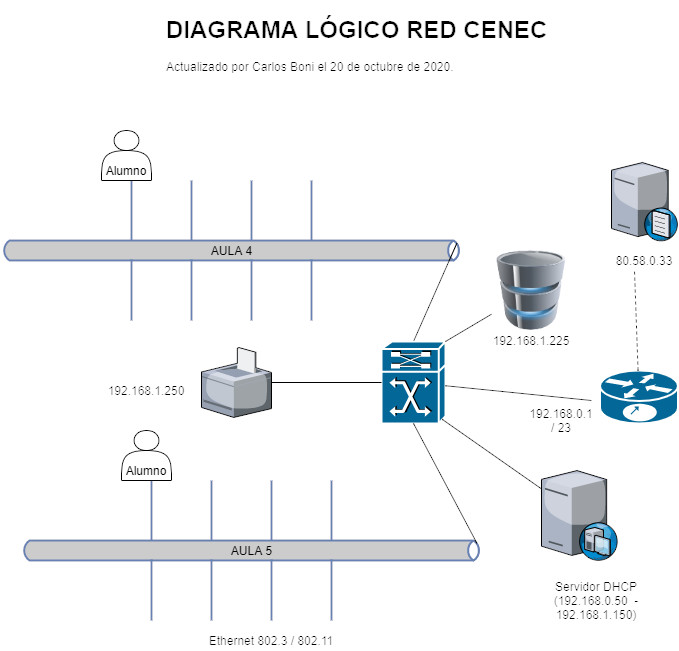 DIAGRAMA LÓGICO RED CENEC
Actualizado por Carlos Boni el 20 de octubre de 2020.
Alumno
AULA 4
80.58.0.33
192.168.1.225
192.168.1.250
192.168.0.1
/ 23
Alumno
AULA 5
Servidor DHCP
(192.168.0.50 -
192.168.1.150)
Ethernet 802.3 / 802.11